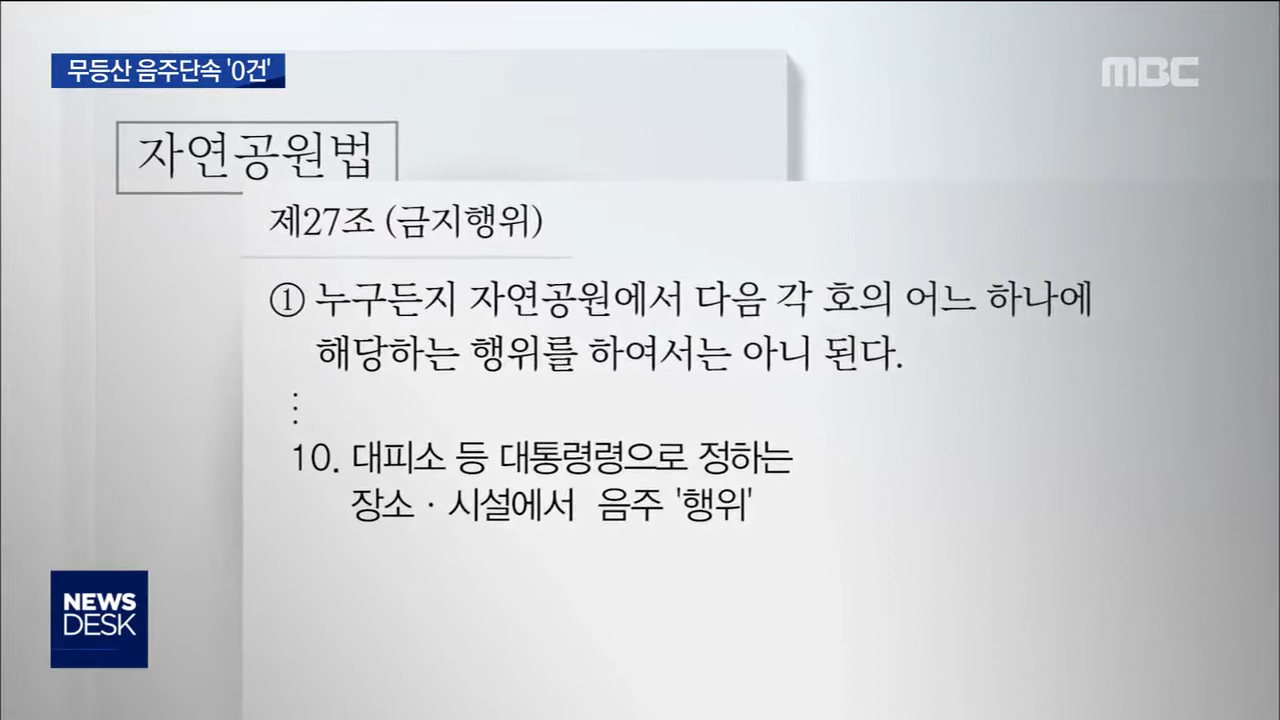 무등산 음주단속 '0건'
MBC
자연공원법
제27조 (금지행위)
① 누구든지 자연공원에서 다음 각 호의 어느 하나에
해당하는 행위를 하여서는 아니 된다.
⋮
10. 대피소 등 대통령령으로 정하는
장소 · 시설에서 음주 '행위'
NEWS
DESK